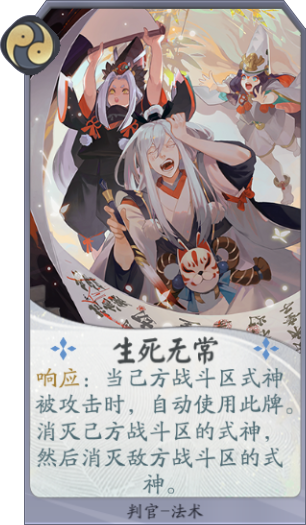 生死无常
响应：当己方战斗区式神
被攻击时，自动使用此牌。
消灭己方战斗区的式神，
然后消灭敌方战斗区的式
神。
判官-法术